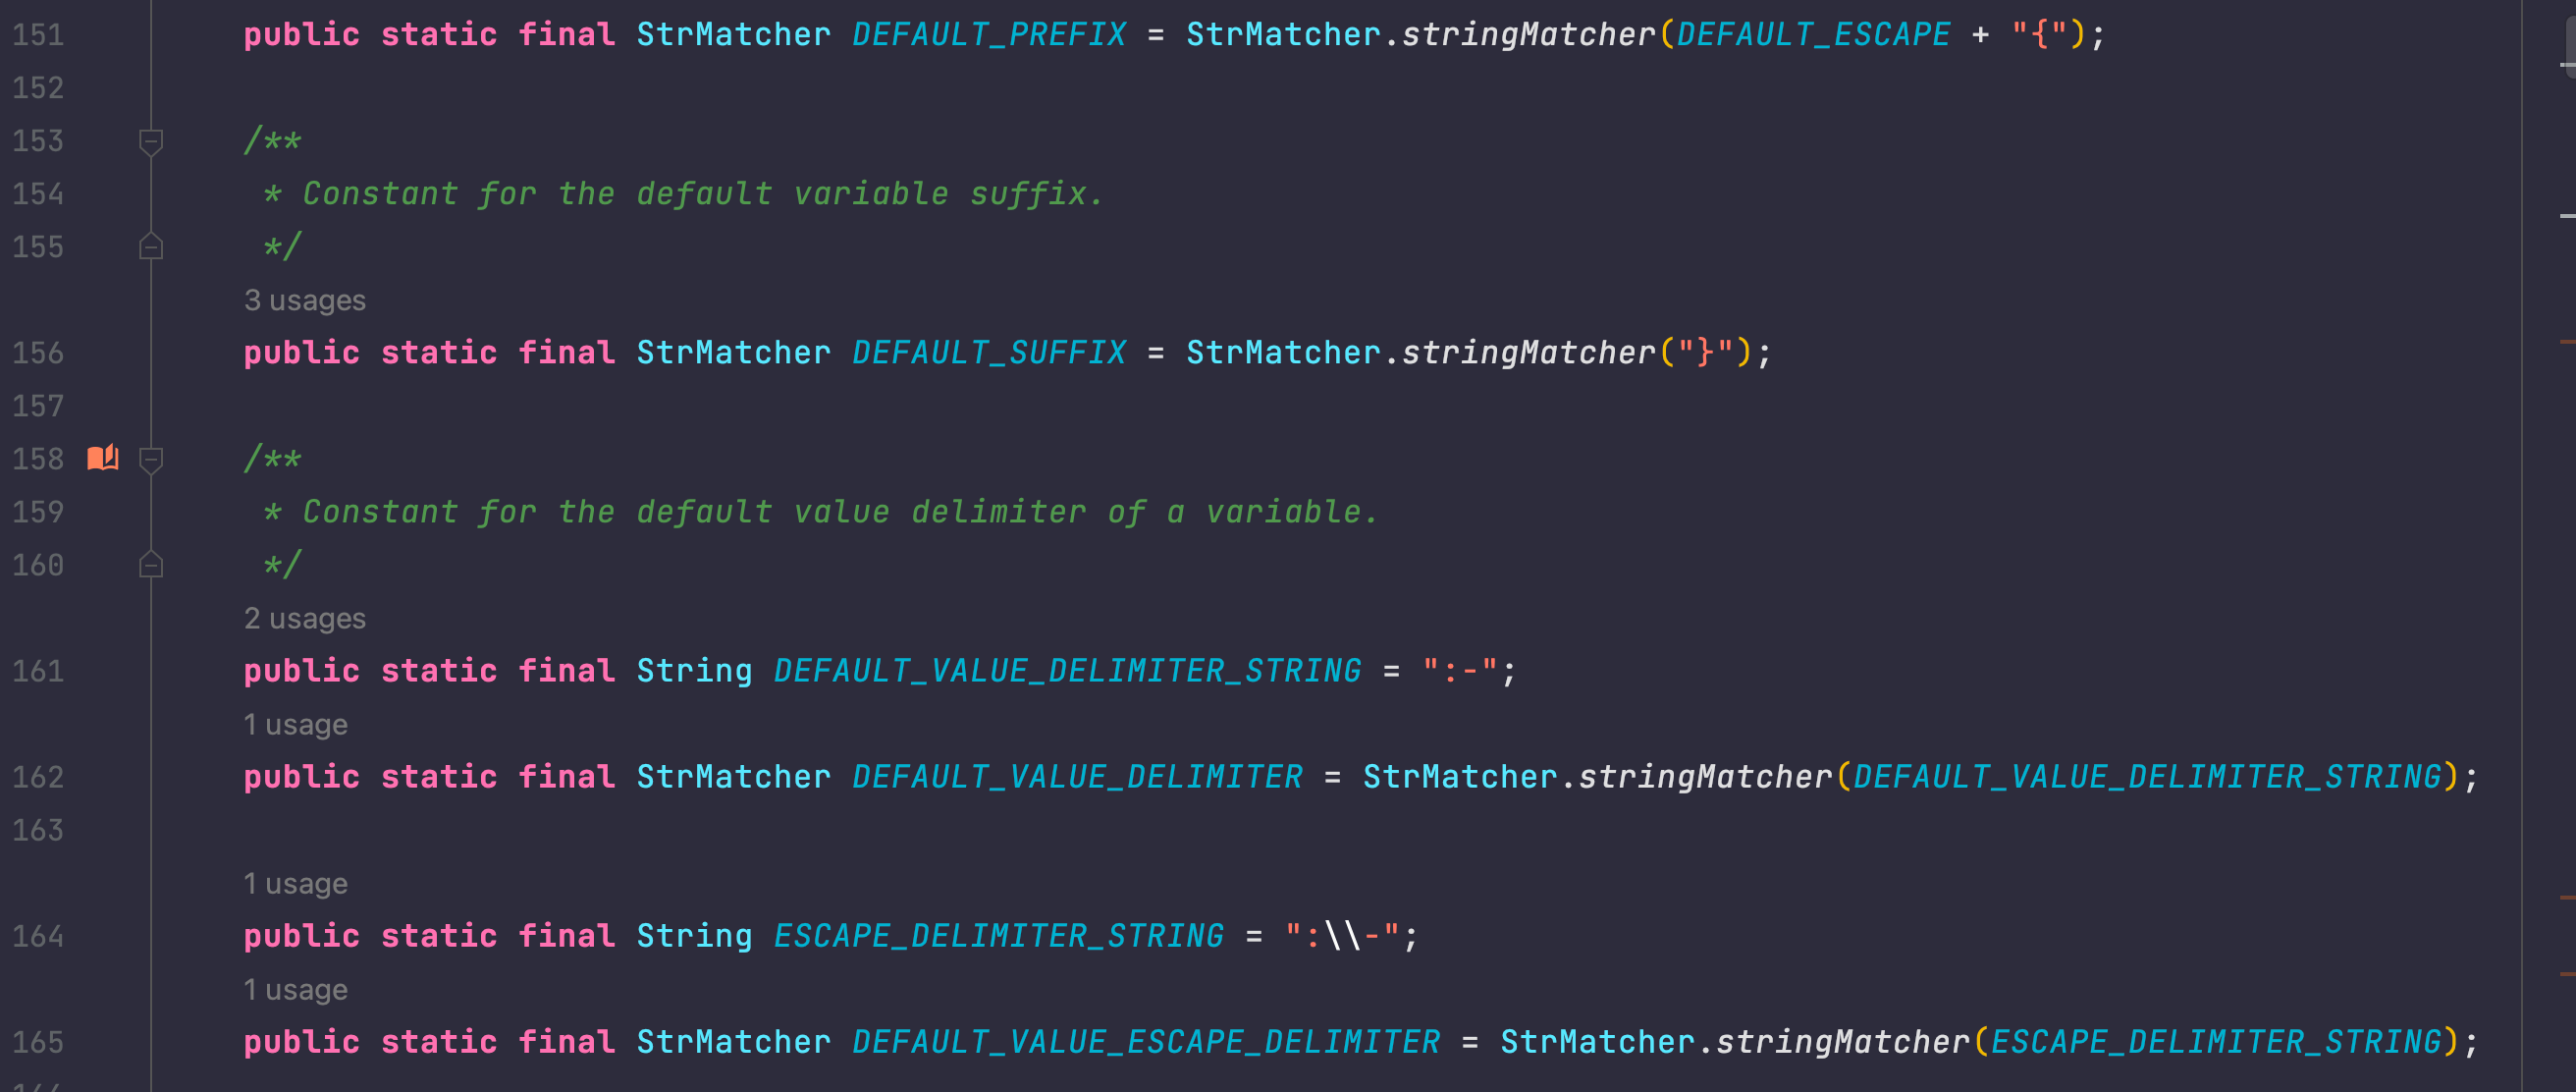 151 public static final StrMatcher DEFAULT_PREFIX = StrMatcher.stringMatcher(DEFAULT_ESCAPE + "{");
152
153 /**
154 * Constant for the default variable suffix.
155 */
3 usages
156 public static final StrMatcher DEFAULT_SUFFIX = StrMatcher.stringMatcher("}");
157
158 /**
159 * Constant for the default value delimiter of a variable.
160 */
2 usages
161 public static final String DEFAULT_VALUE_DELIMITER_STRING = ":-";
1 usage
162 public static final StrMatcher DEFAULT_VALUE_DELIMITER = StrMatcher.stringMatcher(DEFAULT_VALUE_DELIMITER_STRING);
163
1 usage
164 public static final String ESCAPE_DELIMITER_STRING = ":\\-";
1 usage
165 public static final StrMatcher DEFAULT_VALUE_ESCAPE_DELIMITER = StrMatcher.stringMatcher(ESCAPE_DELIMITER_STRING);